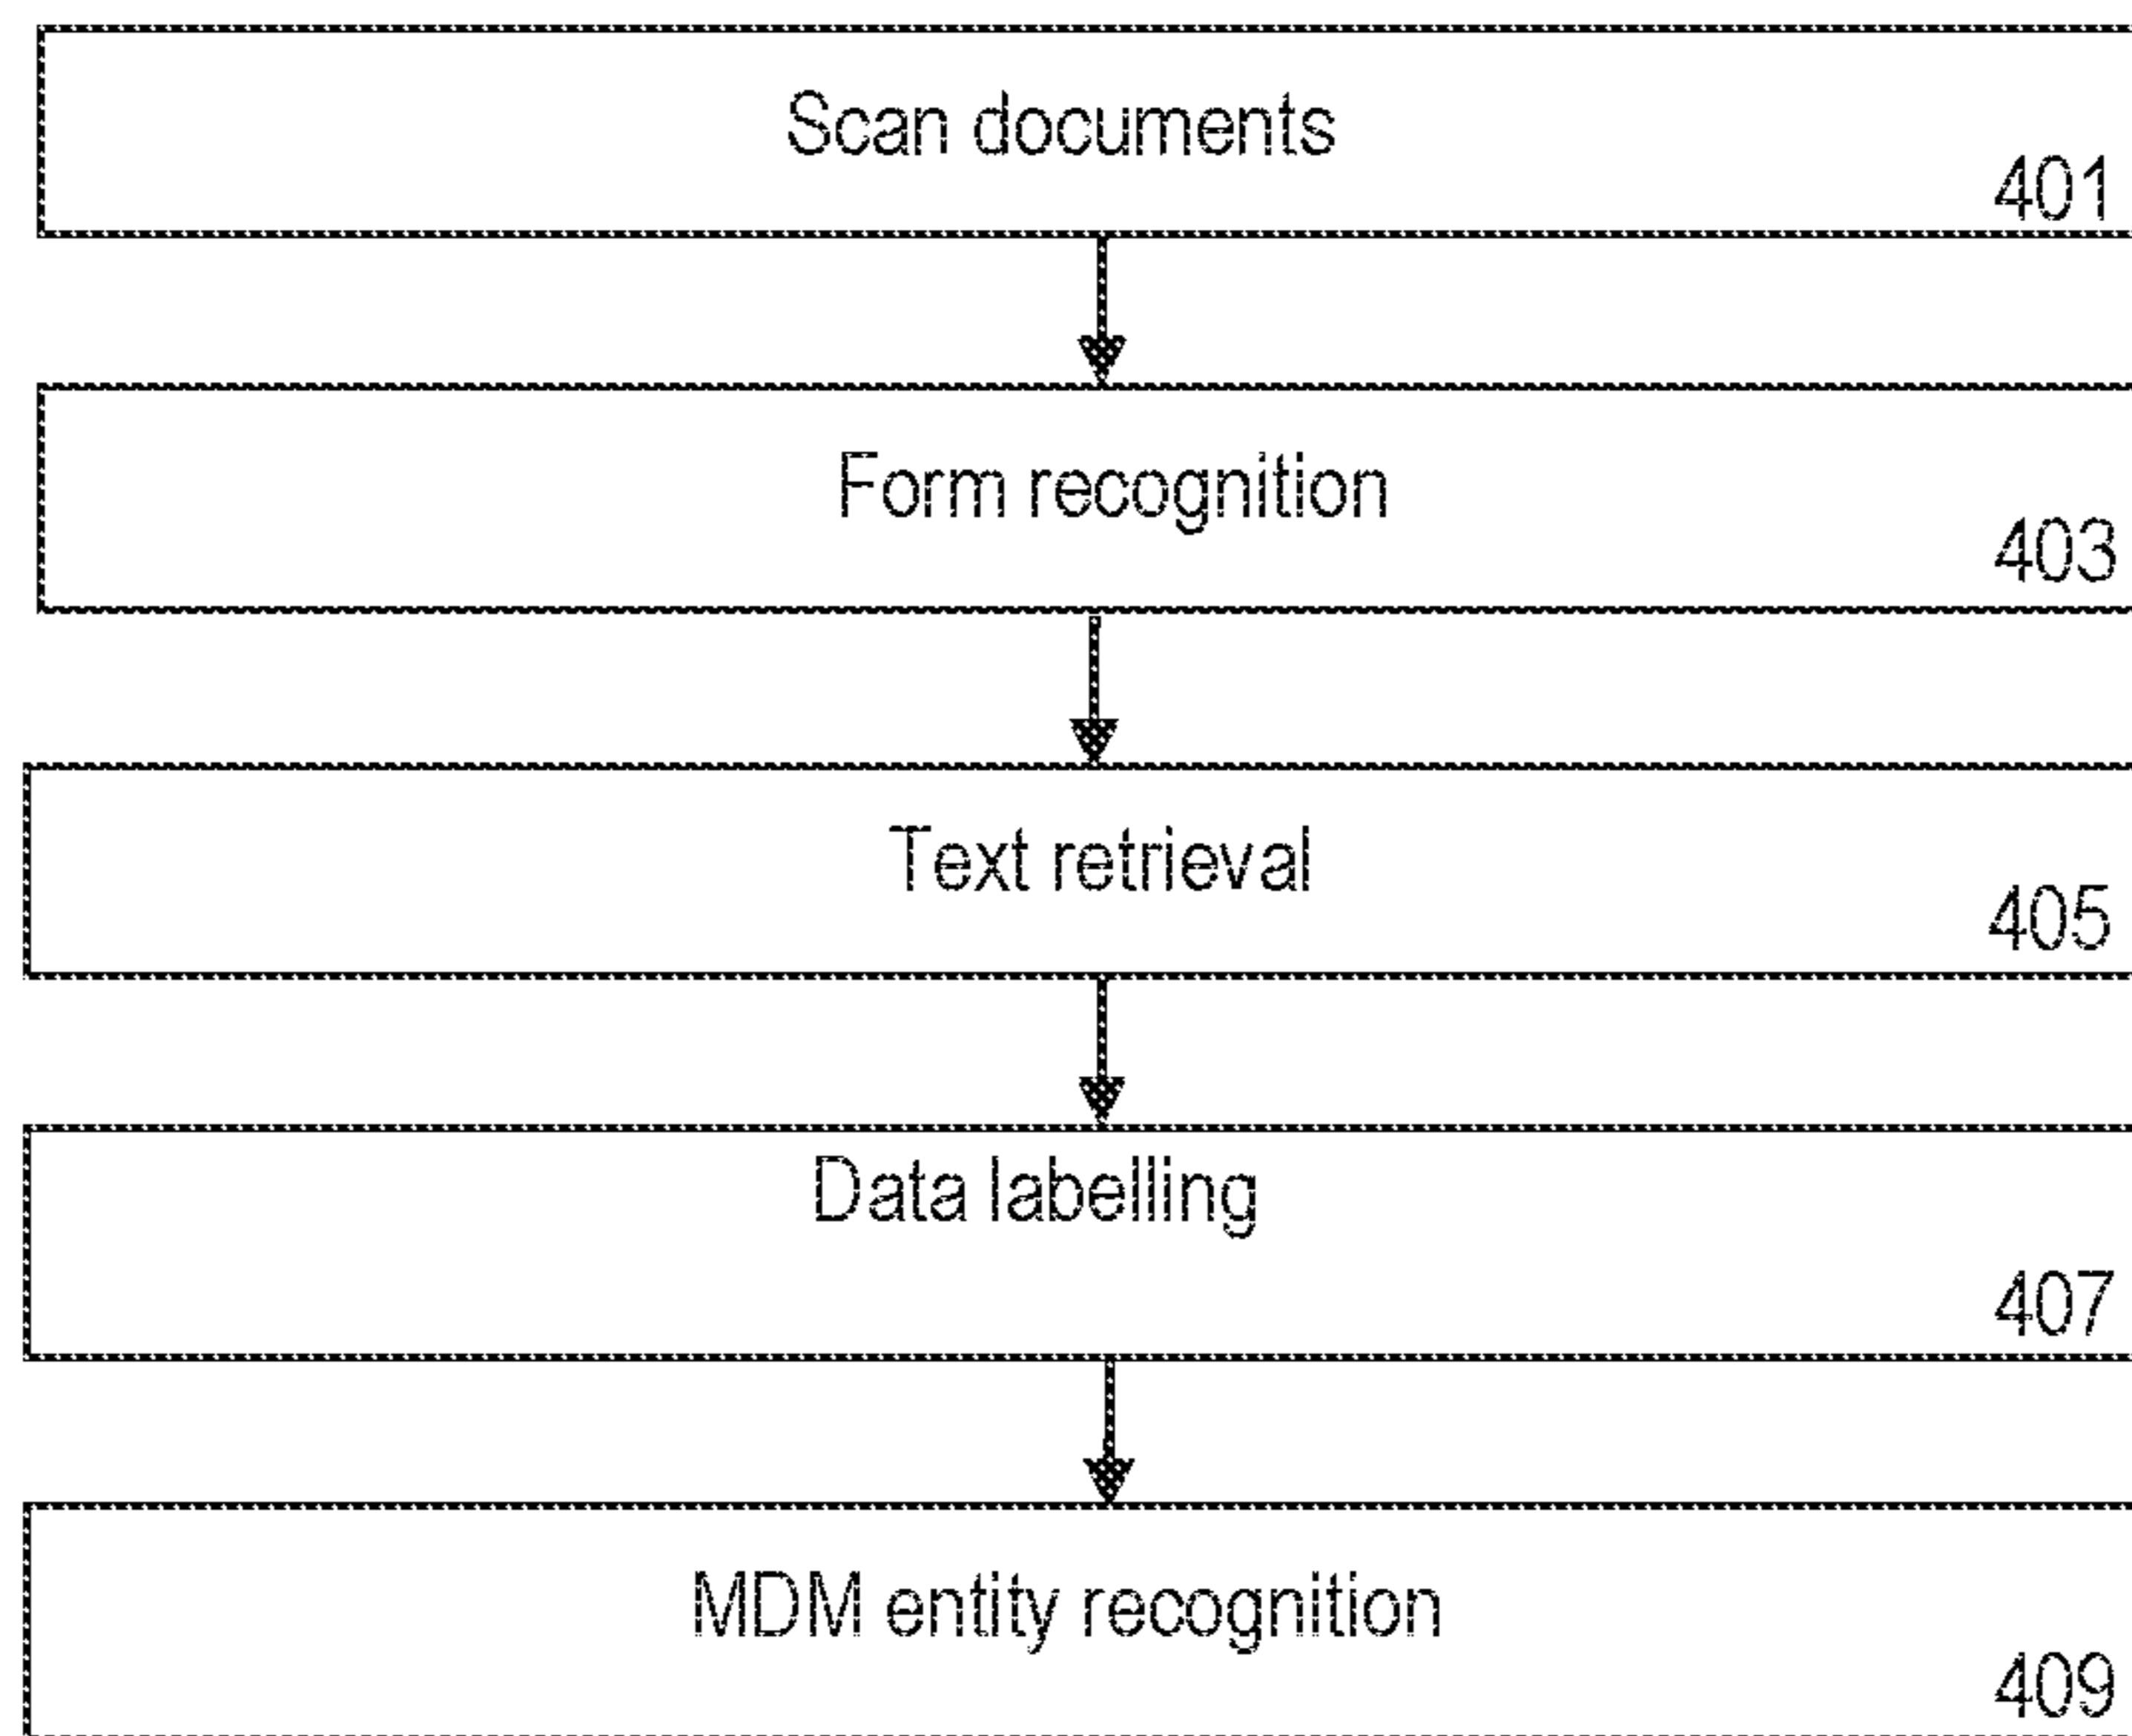 Scan documents
401
Form recognition
403
Text retrieval
405
Data labelling
407
MDM entity recognition
409